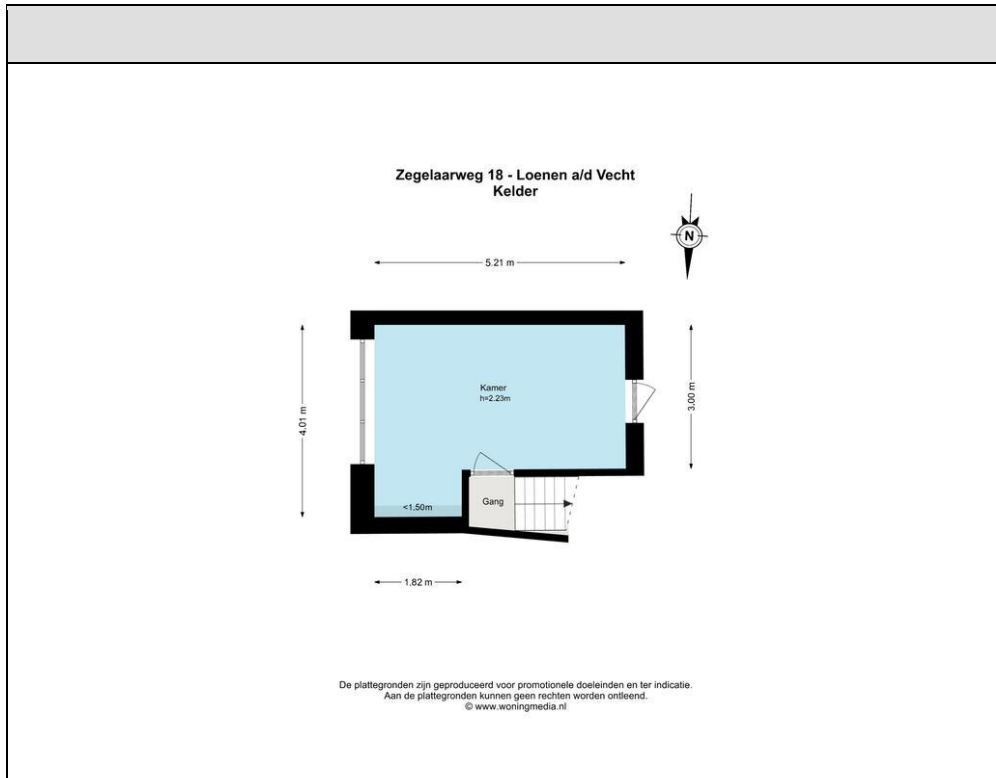 Zegelaarweg 18 - Loenen a/d Vecht
Kelder
N
5.21 m
4.01 m
Kamer
h=2.23m
3.00 m
Gang
<1.50m
1.82 m
De plattegronden zijn geproduceerd voor promotionele doeleinden en ter indicatie.
Aan de plattegronden kunnen geen rechten worden ontleend.
© www.woningmedia.nl